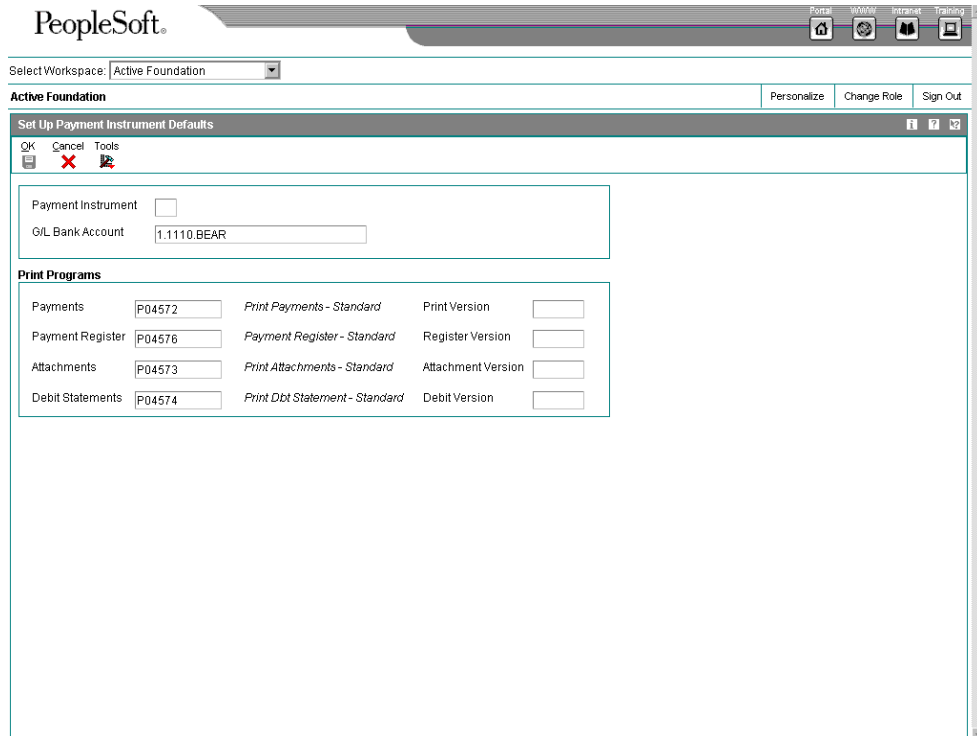 PeopleSoft.
Portal WWW Intranet Training
Select Workspace: Active Foundation
Active Foundation Personalize Change Role Sign Out
Set Up Payment Instrument Defaults i ? ?
OK Cancel Tools
Payment Instrument
G/L Bank Account 1.1110.BEAR
Print Programs
Payments P04572 Print Payments - Standard Print Version
Payment Register P04576 Payment Register - Standard Register Version
Attachments P04573 Print Attachments - Standard Attachment Version
Debit Statements P04574 Print Dbt Statement - Standard Debit Version